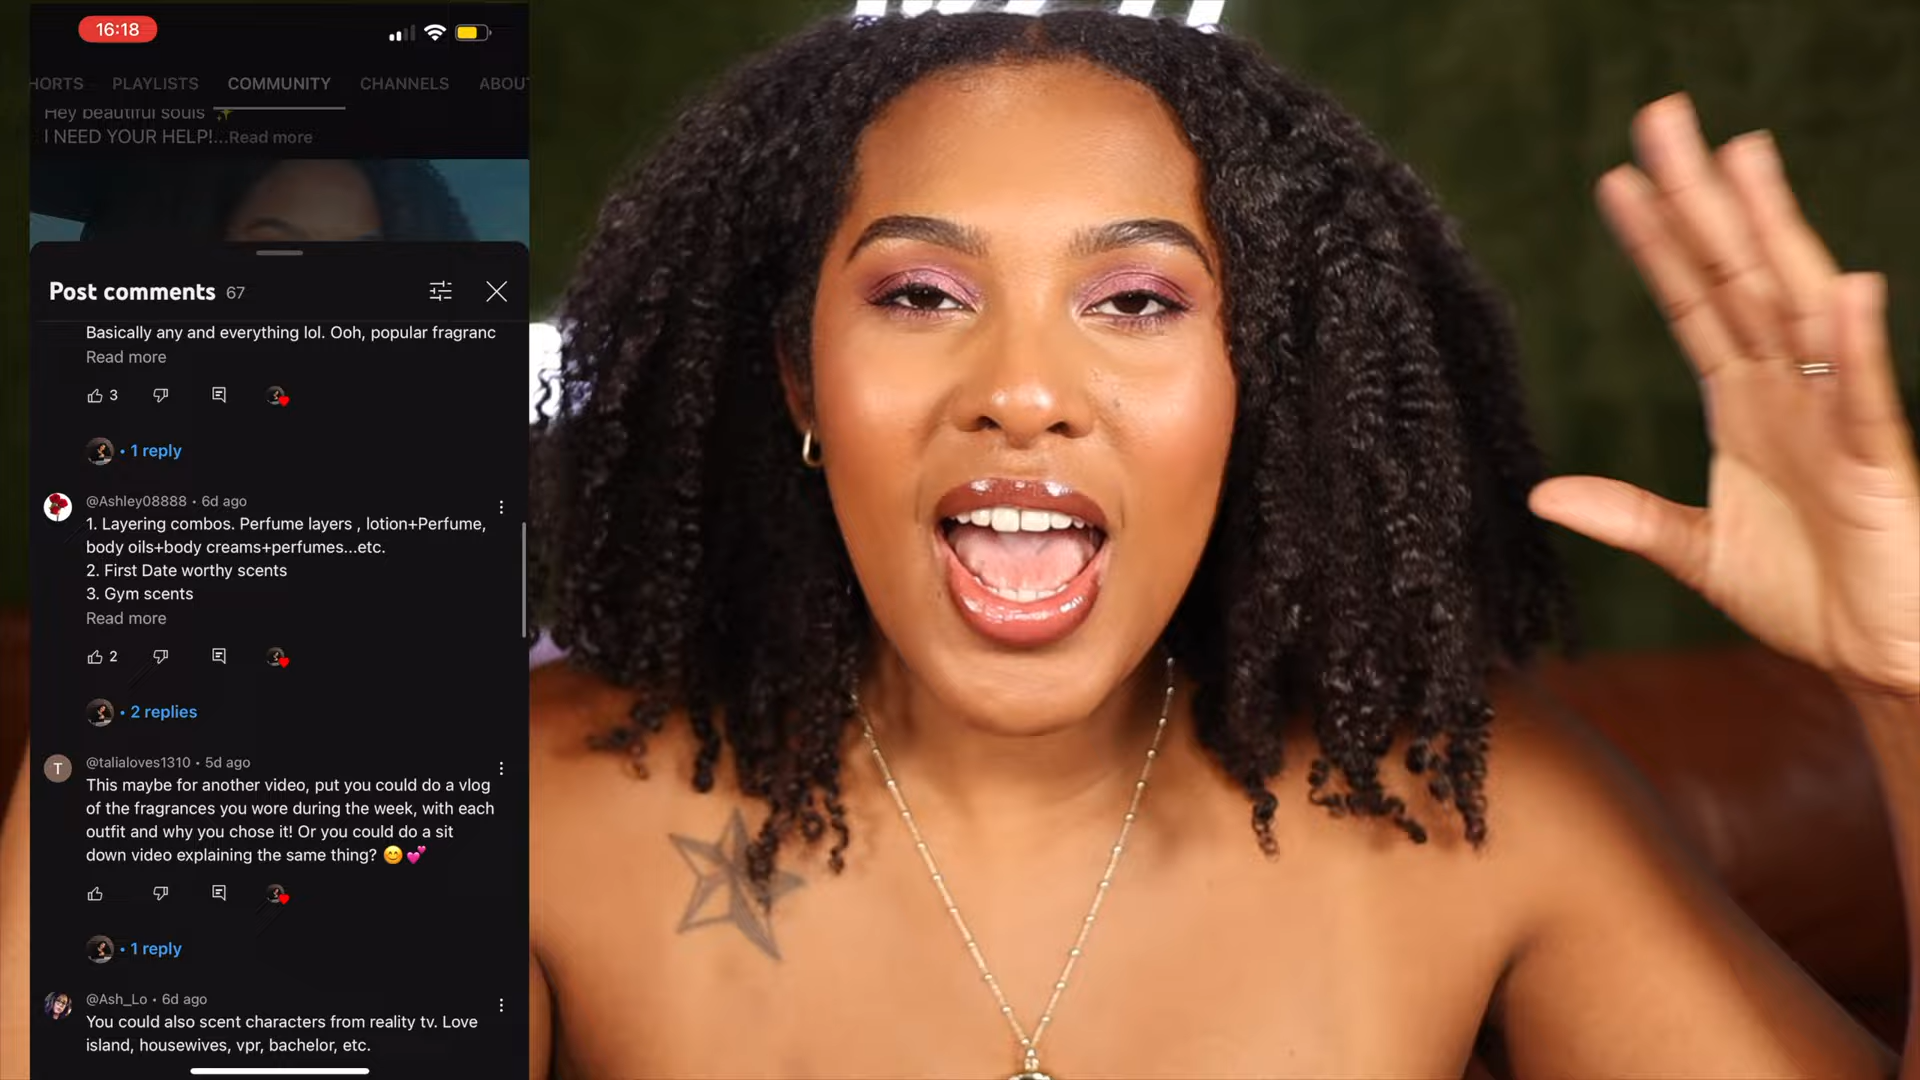 16:18
HORTS PLAYLISTS COMMUNITY CHANNELS ABOU
Hey beautiful souls ✨
I NEED YOUR HELP!...Read more
Post comments 67
Basically any and everything lol. Ooh, popular fragranc
Read more
3
• 1 reply
@Ashley08888 • 6d ago
1. Layering combos. Perfume layers , lotion+Perfume,
body oils+body creams+perfumes...etc.
2. First Date worthy scents
3. Gym scents
Read more
2
• 2 replies
T
@talialoves1310 • 5d ago
This maybe for another video, put you could do a vlog
of the fragrances you wore during the week, with each
outfit and why you chose it! Or you could do a sit
down video explaining the same thing? 😊💕
• 1 reply
@Ash_Lo • 6d ago
You could also scent characters from reality tv. Love
island, housewives, vpr, bachelor, etc.